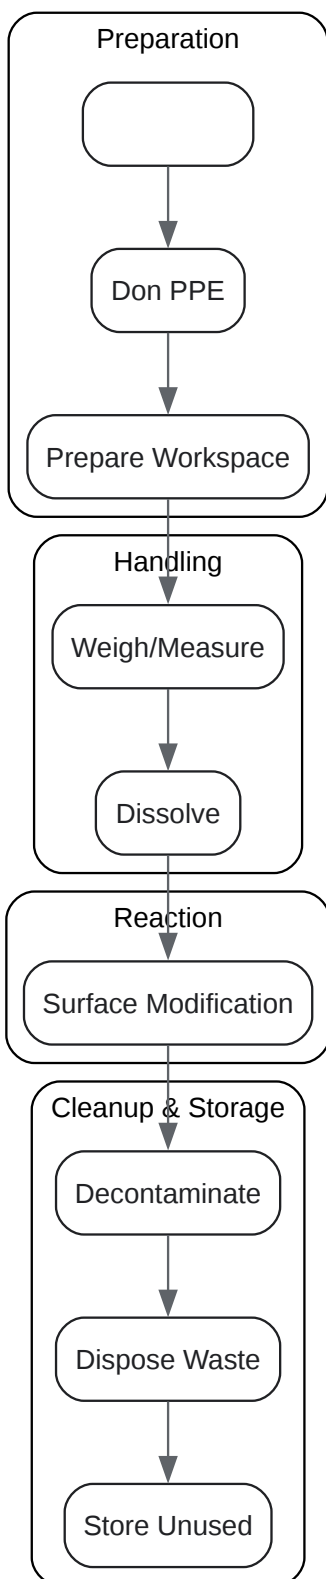 Preparation
Don PPE
Prepare Workspace
Handling
Weigh/Measure
Dissolve
Reaction
Surface Modification
Cleanup & Storage
Decontaminate
Dispose Waste
Store Unused